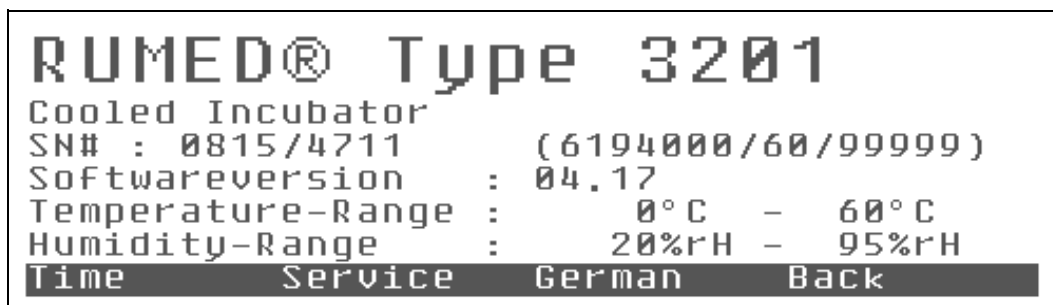 RUMED® Type 3201
Cooled Incubator
SN# : 0815/4711 (6194000/60/99999)
Softwareversion : 04.17
Temperature-Range : 0°C - 60°C
Humidity-Range : 20%rH - 95%rH
Time Service German Back